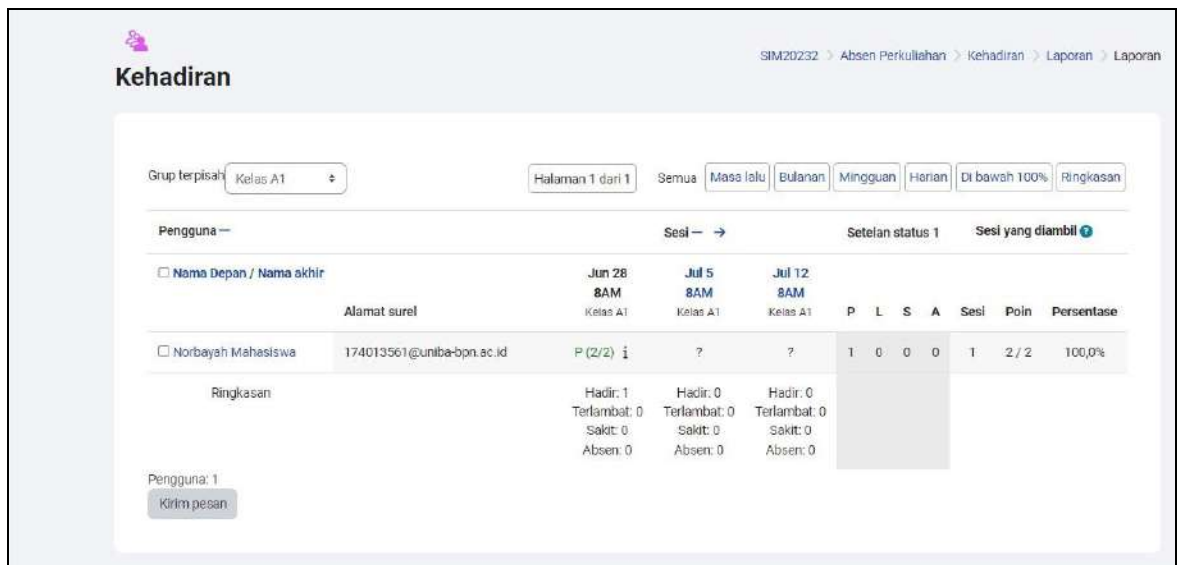 SIM20232 > Absen Perkuliahan > Kehadiran > Laporan > Laporan
Kehadiran
Grup terpisah Kelas A1 Halaman 1 dari 1 Semua Masa lalu Bulanan Mingguan Harian Di bawah 100% Ringkasan
Pengguna — Sesi — → Setelan status 1 Sesi yang diambil ?
Nama Depan / Nama akhir Jun 28 Jul 5 Jul 12
8AM 8AM 8AM
Alamat surel Kelas A1 Kelas A1 Kelas A1 P L S A Sesi Poin Persentase
Norbayah Mahasiswa 174013561@uniba-bpn.ac.id P (2/2) i ? ? 1 0 0 0 1 2 / 2 100,0%
Ringkasan Hadir: 1 Hadir: 0 Hadir: 0
Terlambat: 0 Terlambat: 0 Terlambat: 0
Sakit: 0 Sakit: 0 Sakit: 0
Absen: 0 Absen: 0 Absen: 0
Pengguna: 1
Kirim pesan